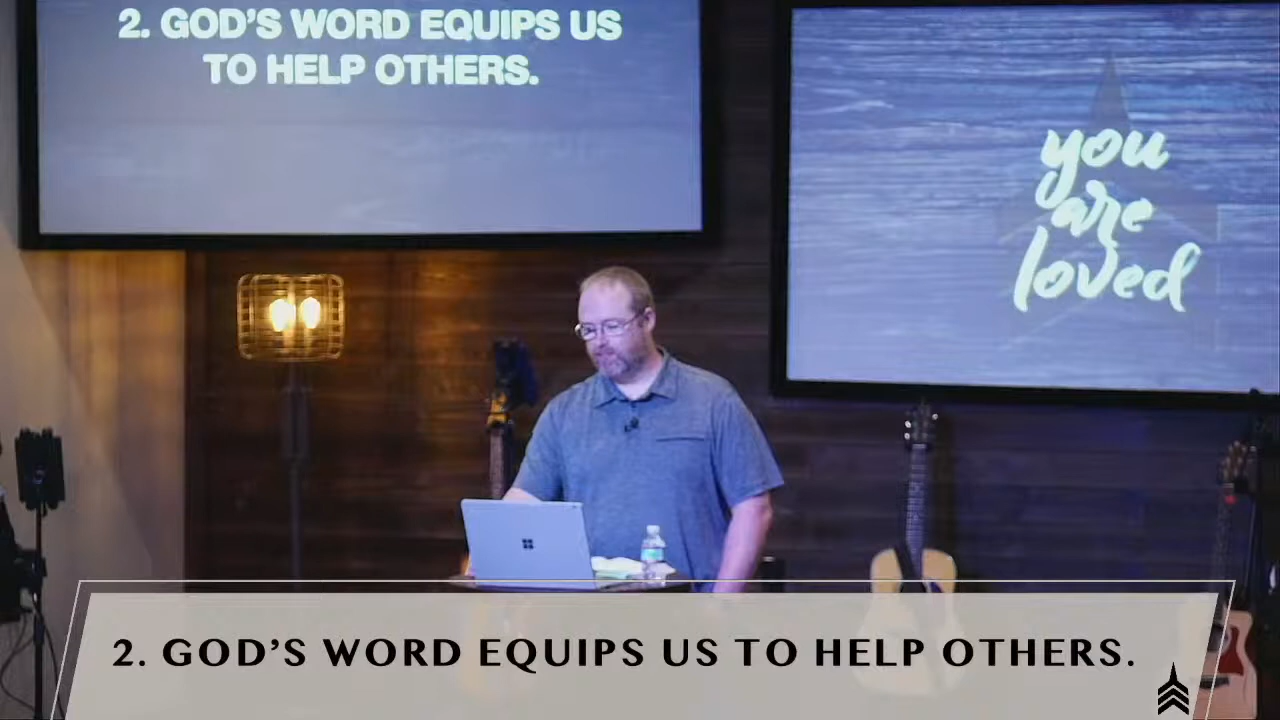 2. GOD'S WORD EQUIPS US
TO HELP OTHERS.
you
are
loved
2. GOD'S WORD EQUIPS US TO HELP OTHERS.